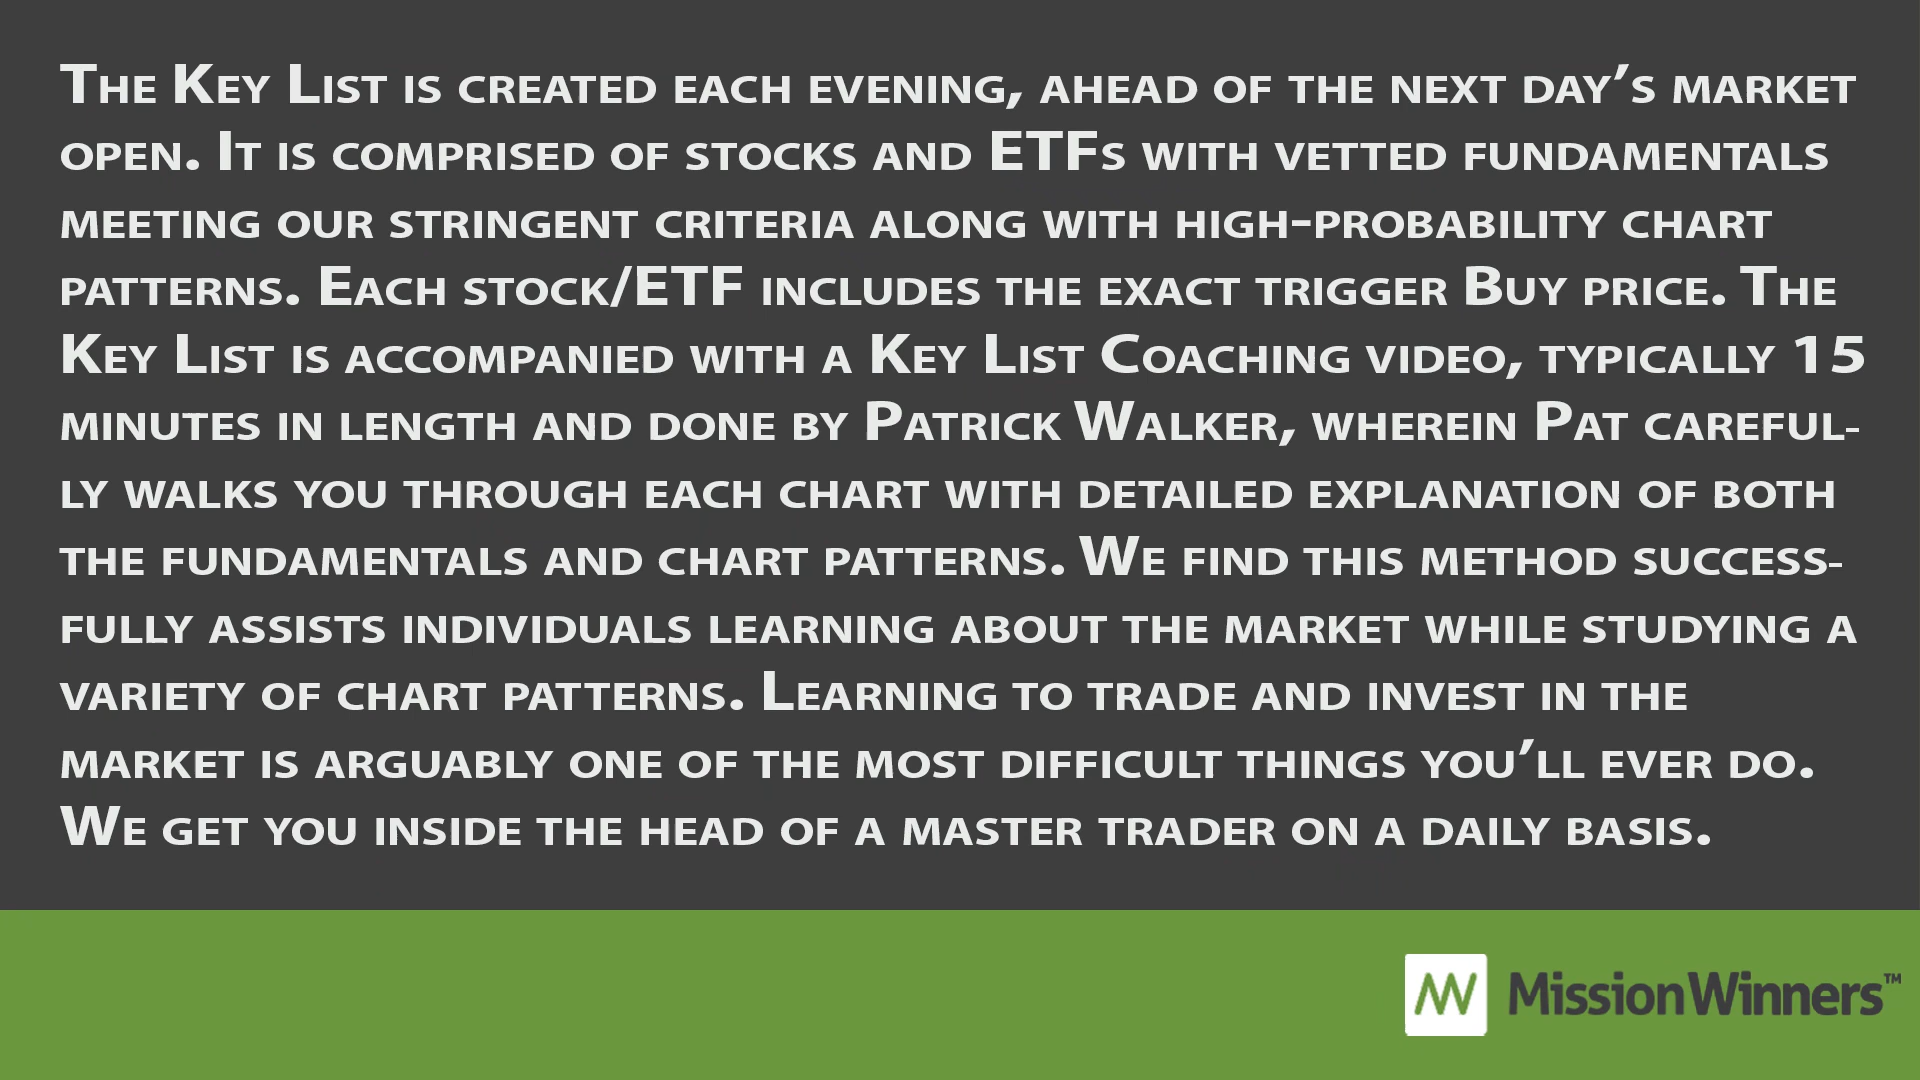 The Key List is created each evening, ahead of the next day’s market
open. It is comprised of stocks and ETFs with vetted fundamentals
meeting our stringent criteria along with high-probability chart
patterns. Each stock/ETF includes the exact trigger Buy price. The
Key List is accompanied with a Key List Coaching video, typically 15
minutes in length and done by Patrick Walker, wherein Pat careful-
ly walks you through each chart with detailed explanation of both
the fundamentals and chart patterns. We find this method success-
fully assists individuals learning about the market while studying a
variety of chart patterns. Learning to trade and invest in the
market is arguably one of the most difficult things you’ll ever do.
We get you inside the head of a master trader on a daily basis.
MissionWinners™